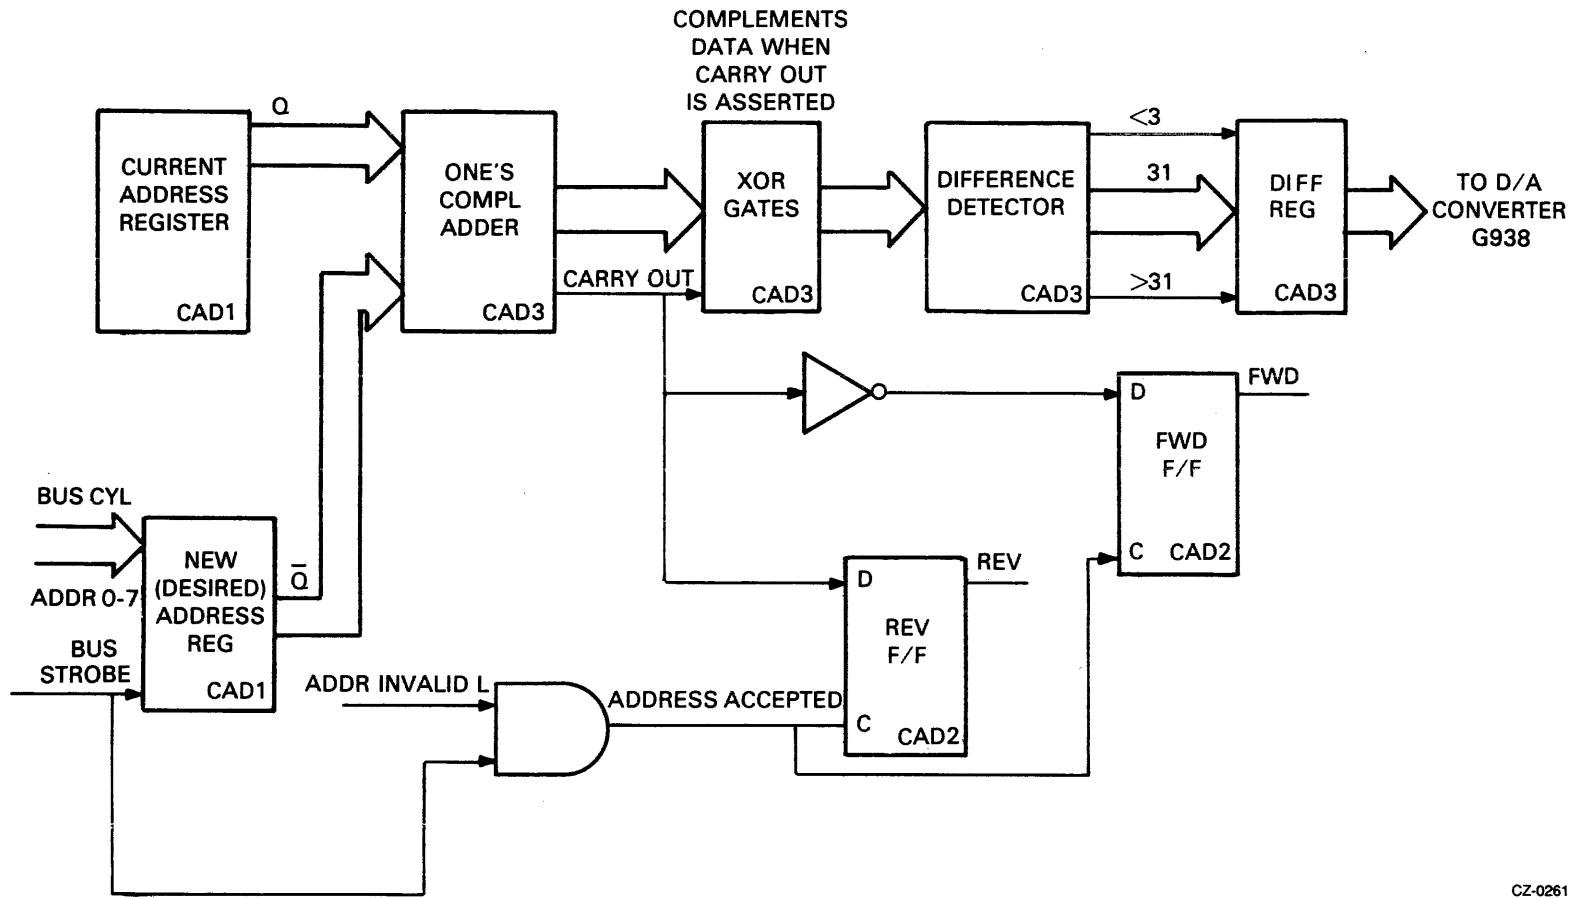 COMPLEMENTS
DATA WHEN
CARRY OUT
IS ASSERTED
Q
CURRENT
ADDRESS
REGISTER
CAD1
ONE'S
COMPL
ADDER
CAD3
CARRY OUT
XOR
GATES
CAD3
DIFFERENCE
DETECTOR
CAD3
<3
31
>31
DIFF
REG
CAD3
TO D/A
CONVERTER
G938
BUS CYL
ADDR 0-7
BUS
STROBE
NEW
(DESIRED)
ADDRESS
REG
CAD1
Q̅
ADDR INVALID L
ADDRESS ACCEPTED
D
REV
F/F
C
CAD2
REV
D
FWD
F/F
C
CAD2
FWD
CZ-0261